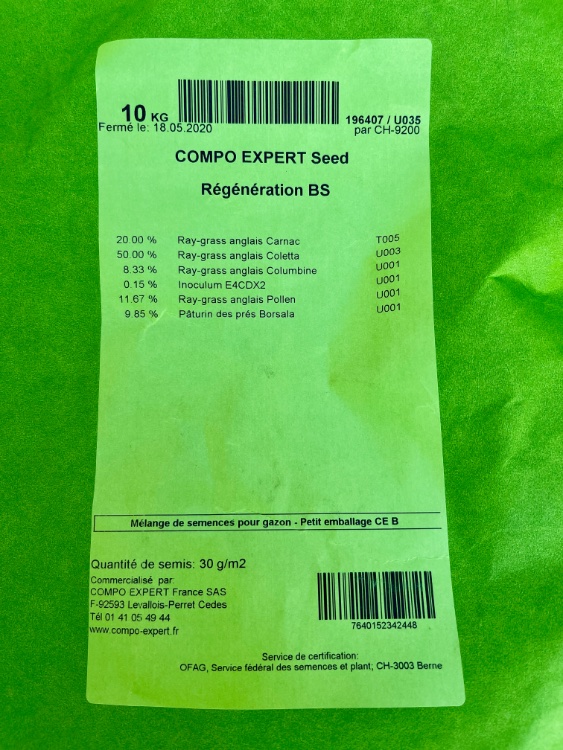 10 KG
196407 / U035
Fermé le: 18.05.2020
par CH-9200
COMPO EXPERT Seed
Régénération BS
20.00 % Ray-grass anglais Carnac T005
50.00 % Ray-grass anglais Coletta U003
8.33 % Ray-grass anglais Columbine U001
0.15 % Inoculum E4CDX2 U001
11.67 % Ray-grass anglais Pollen U001
9.85 % Pâturin des prés Borsala U001
Mélange de semences pour gazon - Petit emballage CE B
Quantité de semis: 30 g/m2
Commercialisé par:
COMPO EXPERT France SAS
F-92593 Levallois-Perret Cedes
Tél 01 41 05 49 44
www.compo-expert.fr
7640152342448
Service de certification:
OFAG, Service fédéral des semences et plant; CH-3003 Berne